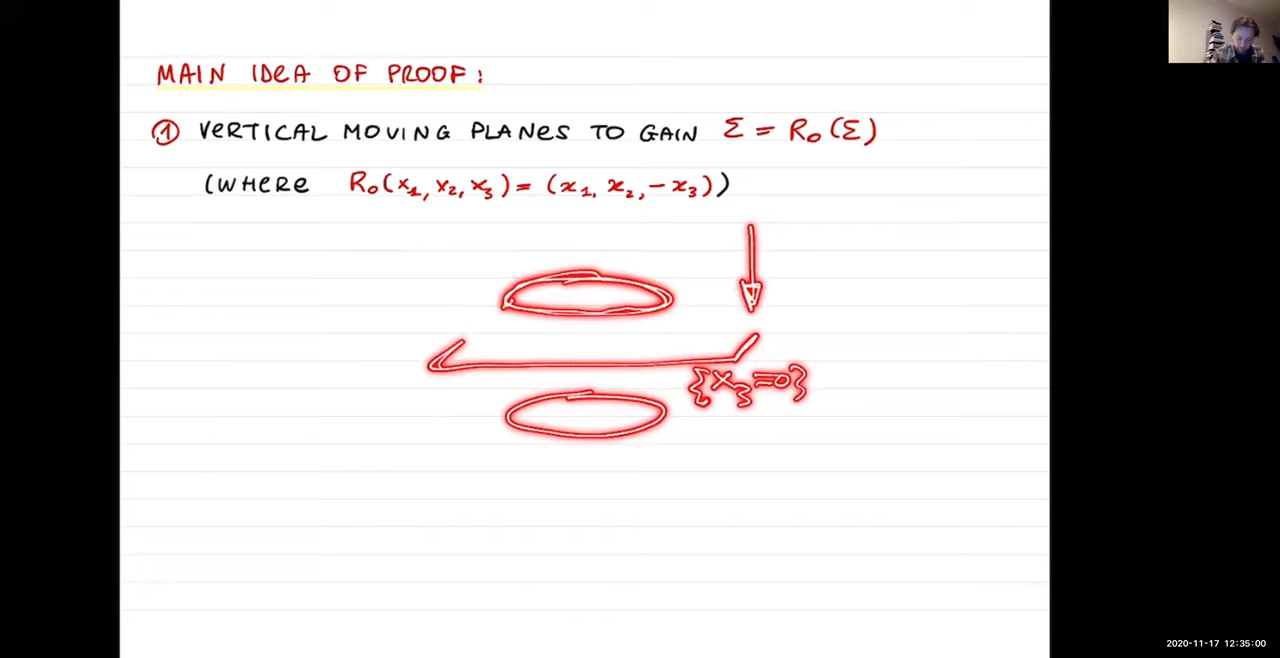 MAIN IDEA OF PROOF:
① VERTICAL MOVING PLANES TO GAIN Σ = R₀(Σ)
(WHERE R₀(x₁, x₂, x₃) = (x₁, x₂, -x₃))
{x₃=0}
2020-11-17 12:35:00